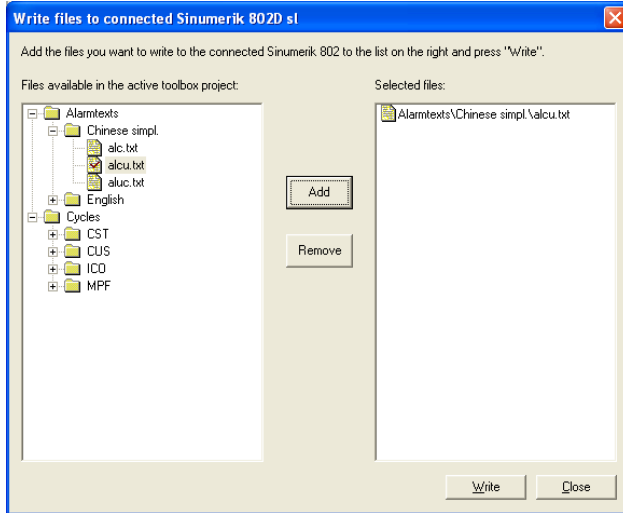 Write files to connected Sinumerik 802D sl
Add the files you want to write to the connected Sinumerik 802 to the list on the right and press "Write".
Files available in the active toolbox project:
Alarmtexts
Chinese simpl.
alc.txt
alcu.txt
aluc.txt
English
Cycles
CST
CUS
ICO
MPF
Add
Remove
Selected files:
Alarmtexts\Chinese simpl.\alcu.txt
Write
Close